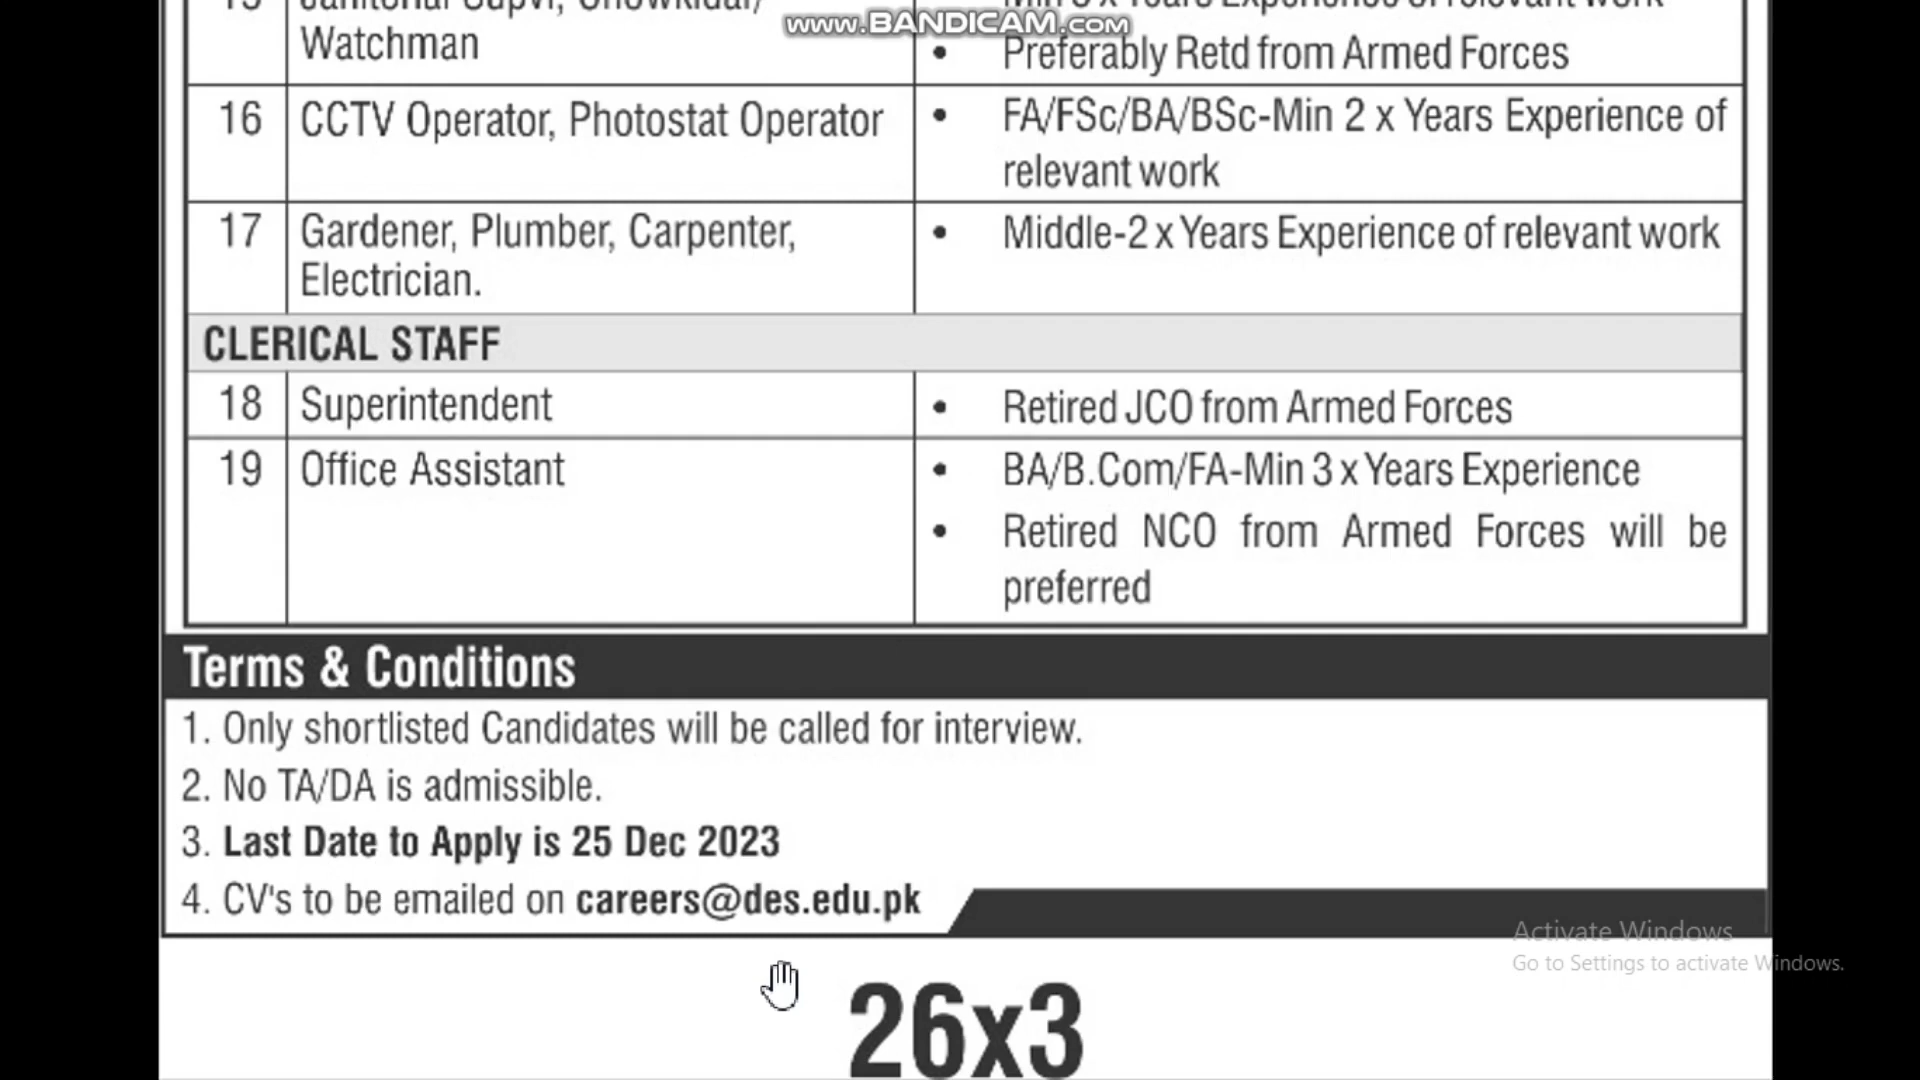 www.BANDICAM.com
Watchman
Preferably Retd from Armed Forces
16 CCTV Operator, Photostat Operator • FA/FSc/BA/BSc-Min 2 x Years Experience of
relevant work
17 Gardener, Plumber, Carpenter, • Middle-2 x Years Experience of relevant work
Electrician.
CLERICAL STAFF
18 Superintendent • Retired JCO from Armed Forces
19 Office Assistant • BA/B.Com/FA-Min 3 x Years Experience
• Retired NCO from Armed Forces will be
preferred
Terms & Conditions
1. Only shortlisted Candidates will be called for interview.
2. No TA/DA is admissible.
3. Last Date to Apply is 25 Dec 2023
4. CV's to be emailed on careers@des.edu.pk
Activate Windows
Go to Settings to activate Windows.
26x3